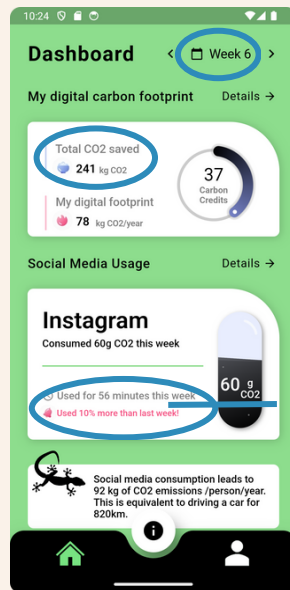 10:24
Dashboard
Week 6
My digital carbon footprint
Details →
Total CO2 saved
241 kg CO2
My digital footprint
78 kg CO2/year
37
Carbon
Credits
Social Media Usage
Details →
Instagram
Consumed 60g CO2 this week
Used for 56 minutes this week
Used 10% more than last week!
60 g
CO2
Social media consumption leads to
92 kg of CO2 emissions /person/year.
This is equivalent to driving a car for
820km.